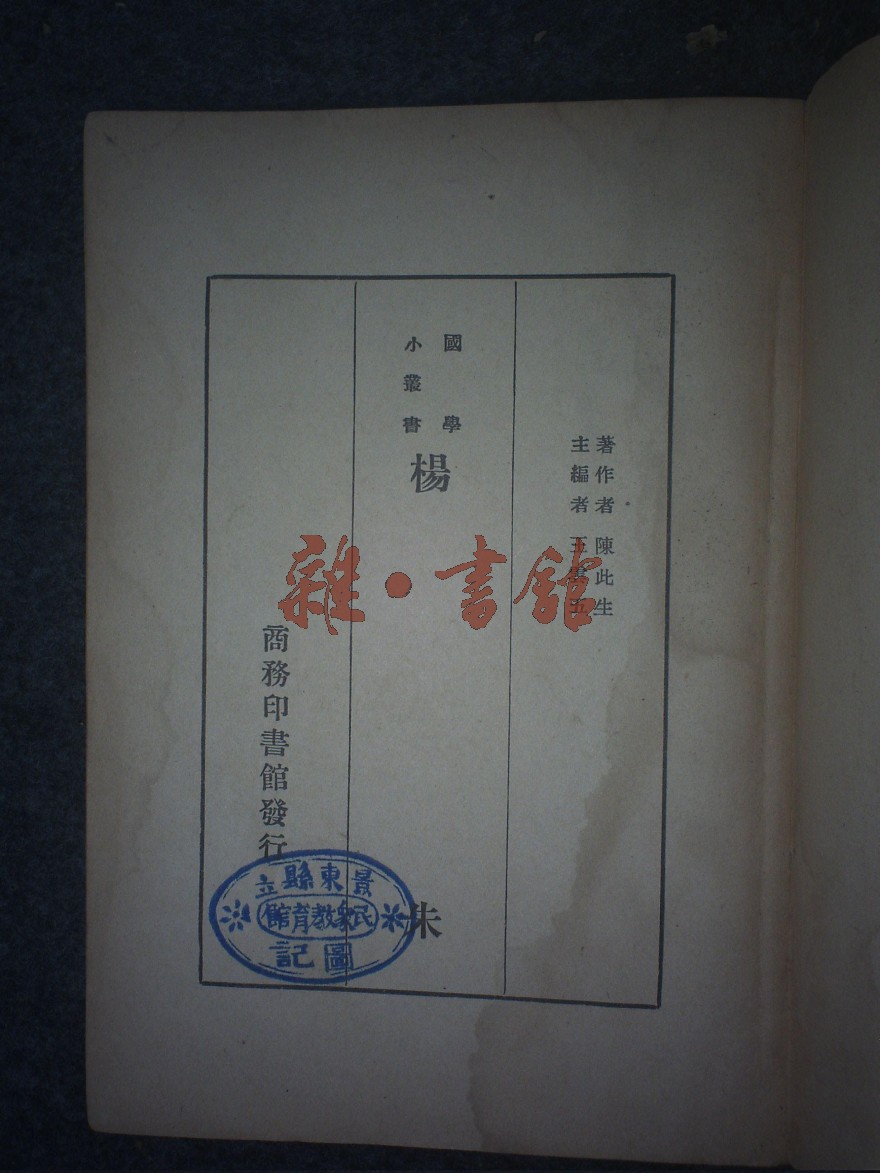 著作者 陳此生
主編者 王雲五
國學
小叢書
楊朱
商務印書館發行
景東縣立
民衆教育館
圖記
雜·書館